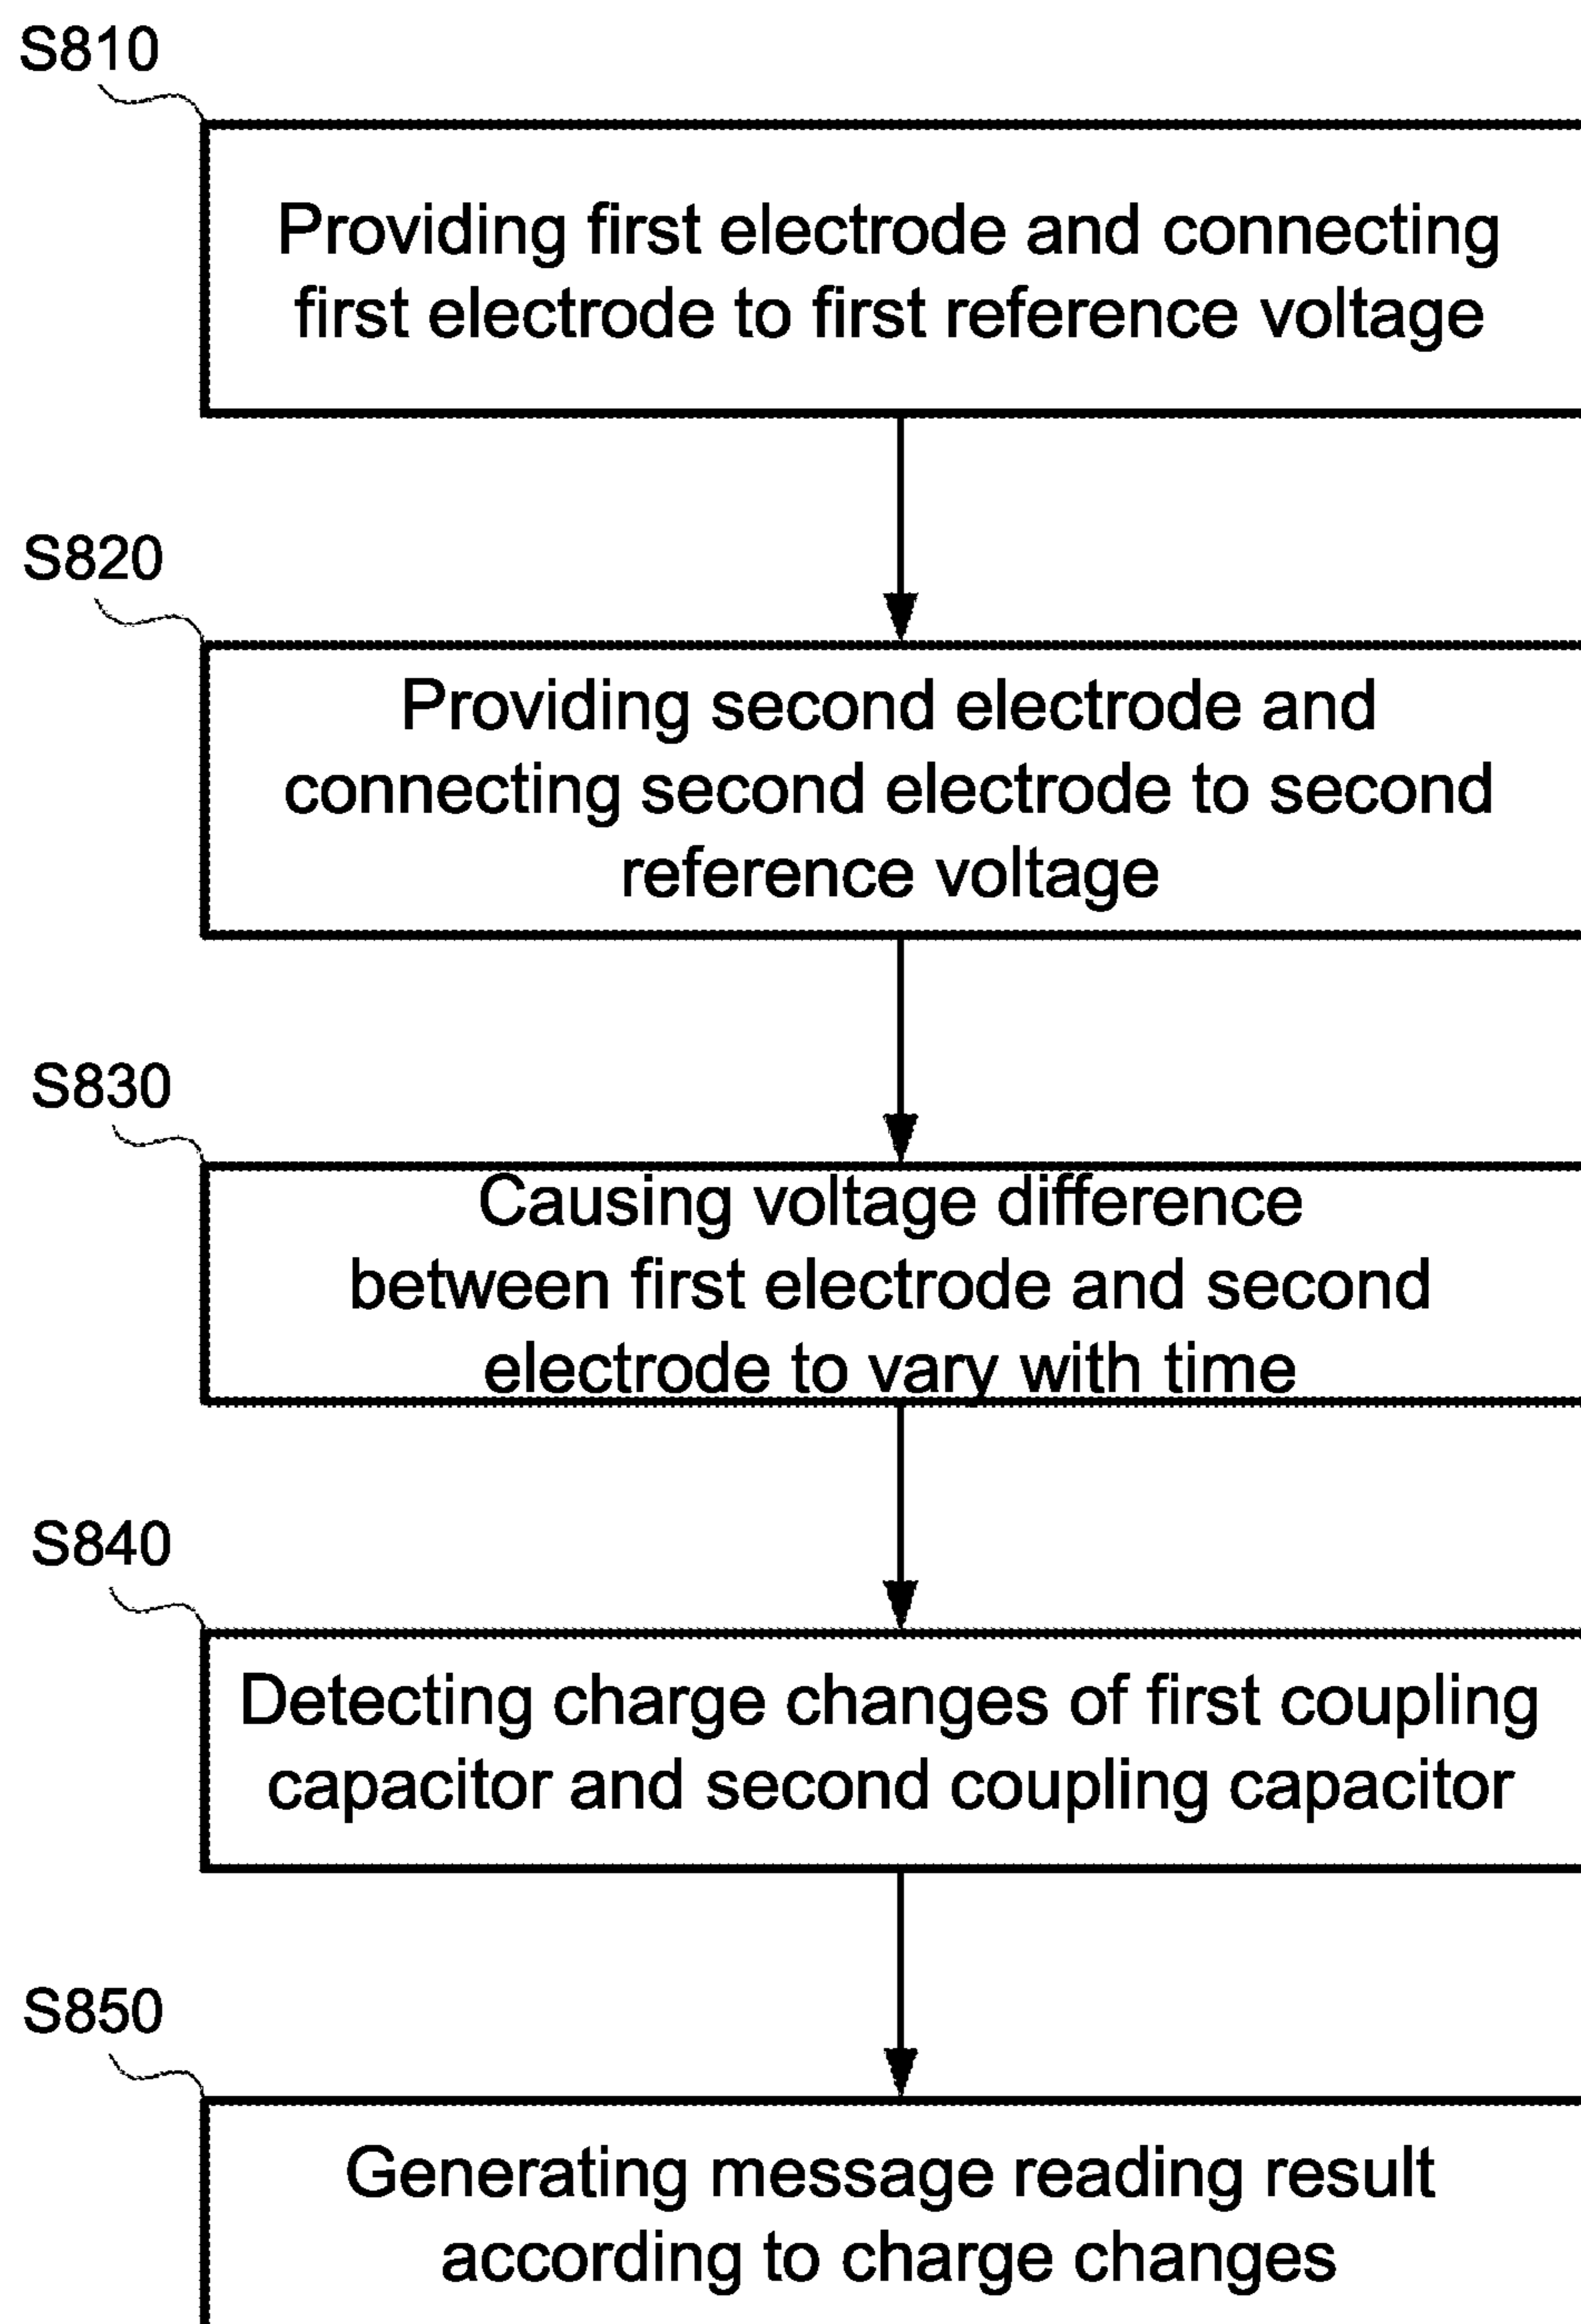 S810
Providing first electrode and connecting
first electrode to first reference voltage
S820
Providing second electrode and
connecting second electrode to second
reference voltage
S830
Causing voltage difference
between first electrode and second
electrode to vary with time
S840
Detecting charge changes of first coupling
capacitor and second coupling capacitor
S850
Generating message reading result
according to charge changes